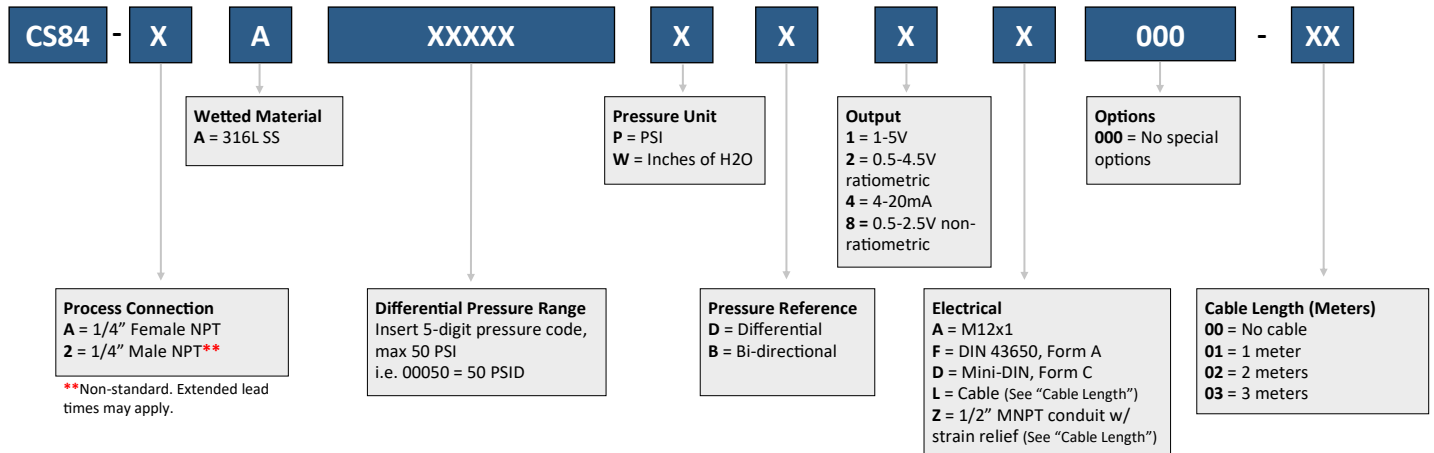 CS84 - X A XXXXX X X X X 000 - XX
Wetted Material
A = 316L SS
Pressure Unit
P = PSI
W = Inches of H2O
Output
1 = 1-5V
2 = 0.5-4.5V
ratiometric
4 = 4-20mA
8 = 0.5-2.5V non-
ratiometric
Options
000 = No special
options
Process Connection
A = 1/4” Female NPT
2 = 1/4” Male NPT**
**Non-standard. Extended lead
times may apply.
Differential Pressure Range
Insert 5-digit pressure code,
max 50 PSI
i.e. 00050 = 50 PSID
Pressure Reference
D = Differential
B = Bi-directional
Electrical
A = M12x1
F = DIN 43650, Form A
D = Mini-DIN, Form C
L = Cable (See “Cable Length”)
Z = 1/2” MNPT conduit w/
strain relief (See “Cable Length”)
Cable Length (Meters)
00 = No cable
01 = 1 meter
02 = 2 meters
03 = 3 meters